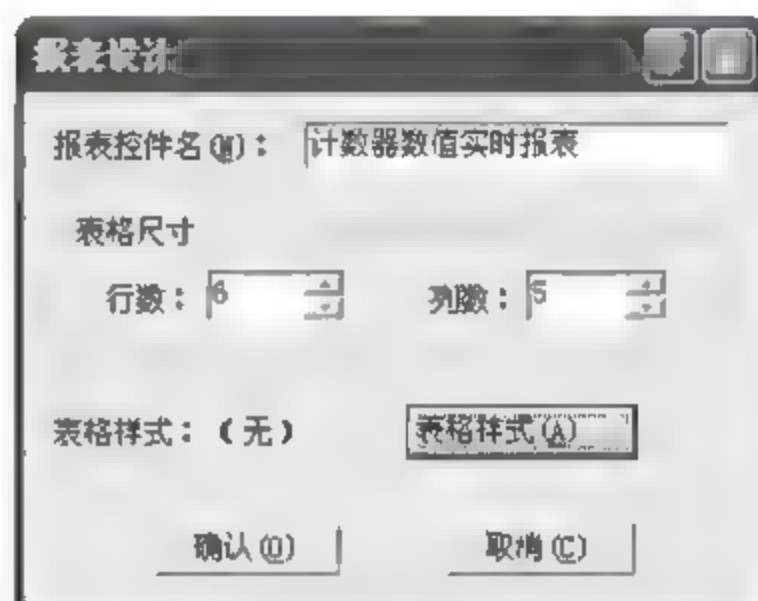 报表设计
报表控件名(N)： 计数器数值实时报表
表格尺寸
行数： 6 列数： 5
表格样式：（无） 表格样式(A)
确认(O) 取消(C)